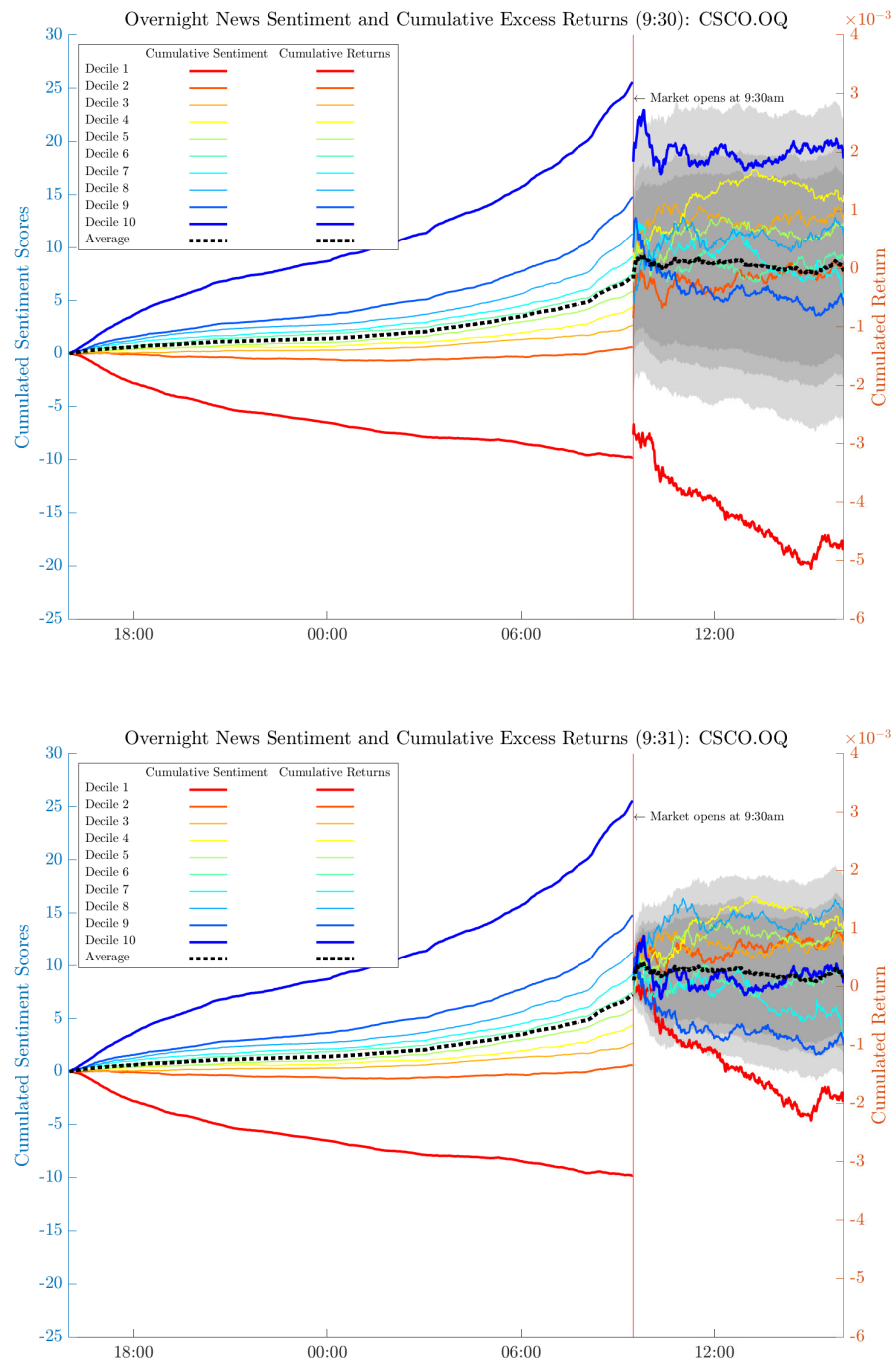 Overnight News Sentiment and Cumulative Excess Returns (9:30): CSCO.OQ
×10⁻³
30
25
20
15
10
5
0
-5
-10
-15
-20
-25
Cumulated Sentiment Scores
Cumulative Sentiment Cumulative Returns
Decile 1
Decile 2
Decile 3
Decile 4
Decile 5
Decile 6
Decile 7
Decile 8
Decile 9
Decile 10
Average
← Market opens at 9:30am
4
3
2
1
0
-1
-2
-3
-4
-5
-6
Cumulated Return
18:00 00:00 06:00 12:00
Overnight News Sentiment and Cumulative Excess Returns (9:31): CSCO.OQ
×10⁻³
30
25
20
15
10
5
0
-5
-10
-15
-20
-25
Cumulated Sentiment Scores
Cumulative Sentiment Cumulative Returns
Decile 1
Decile 2
Decile 3
Decile 4
Decile 5
Decile 6
Decile 7
Decile 8
Decile 9
Decile 10
Average
← Market opens at 9:30am
4
3
2
1
0
-1
-2
-3
-4
-5
-6
Cumulated Return
18:00 00:00 06:00 12:00